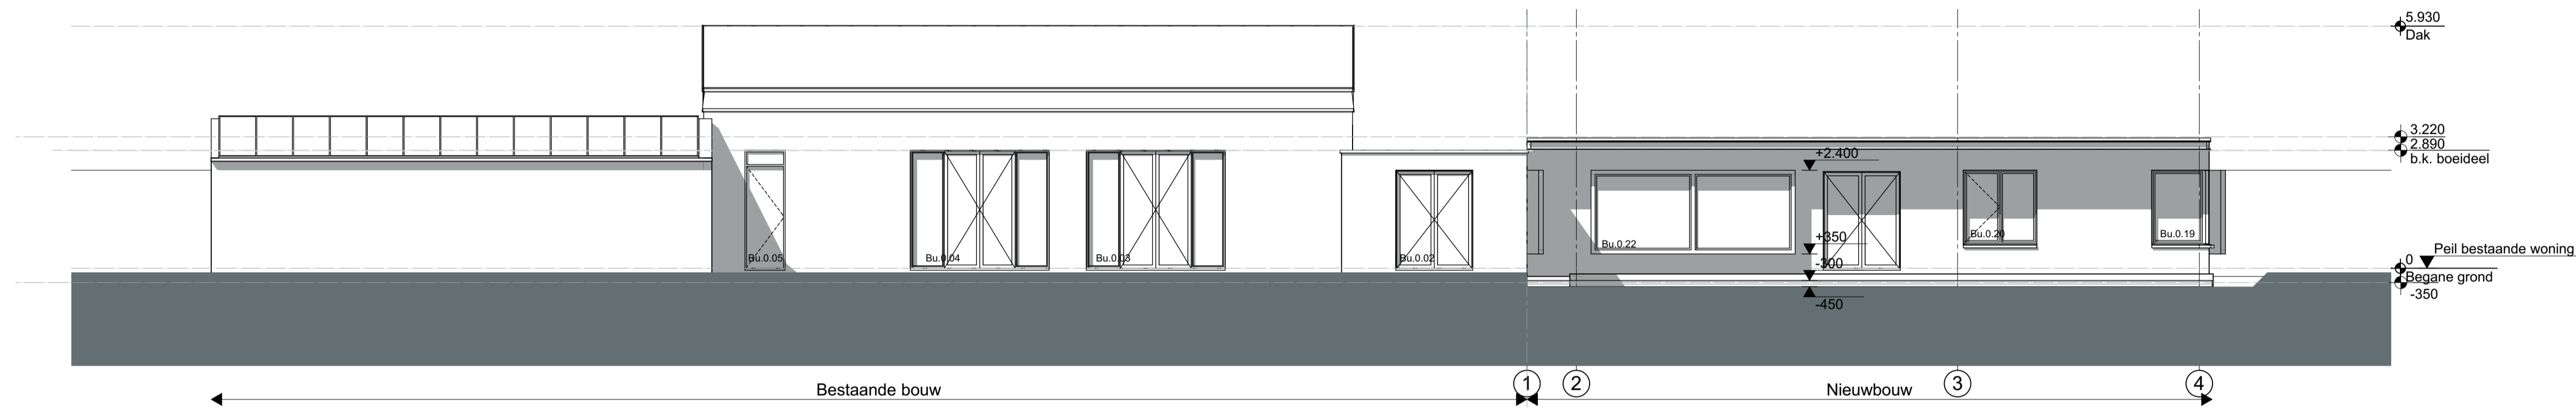 5.930
Dak
3.220
2.890
b.k. boeideel
+2.400
Bu.0.22
Bu.0.20
Bu.0.19
+350
Bu.0.05
Bu.0.04
Bu.0.03
Bu.0.02
-300
Peil bestaande woning
0
Begane grond
-350
-450
1
2
3
4
Bestaande bouw
Nieuwbouw